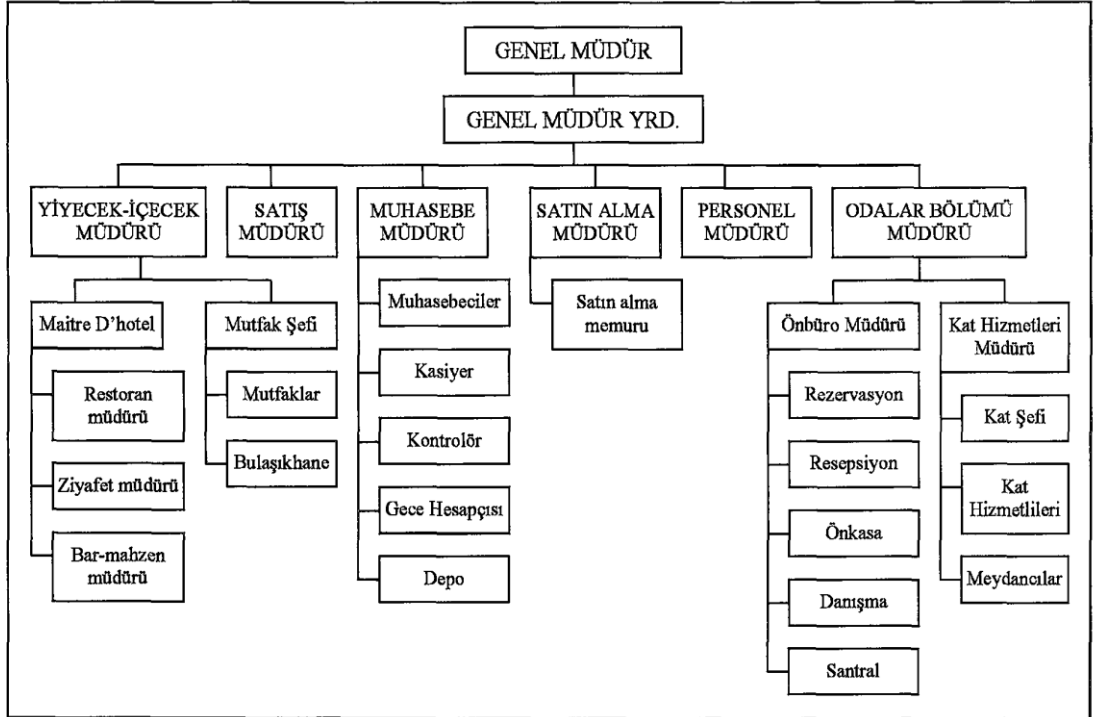 GENEL MÜDÜR
GENEL MÜDÜR YRD.
YİYECEK-İÇECEK
MÜDÜRÜ
SATIŞ
MÜDÜRÜ
MUHASEBE
MÜDÜRÜ
SATIN ALMA
MÜDÜRÜ
PERSONEL
MÜDÜRÜ
ODALAR BÖLÜMÜ
MÜDÜRÜ
Maitre D'hotel
Restoran
müdürü
Ziyafet müdürü
Bar-mahzen
müdürü
Mutfak Şefi
Mutfaklar
Bulaşıkhane
Muhasebeciler
Kasiyer
Kontrolör
Gece Hesapçısı
Depo
Satın alma
memuru
Önbüro Müdürü
Rezervasyon
Resepsiyon
Önkasa
Danışma
Santral
Kat Hizmetleri
Müdürü
Kat Şefi
Kat
Hizmetlileri
Meydancılar